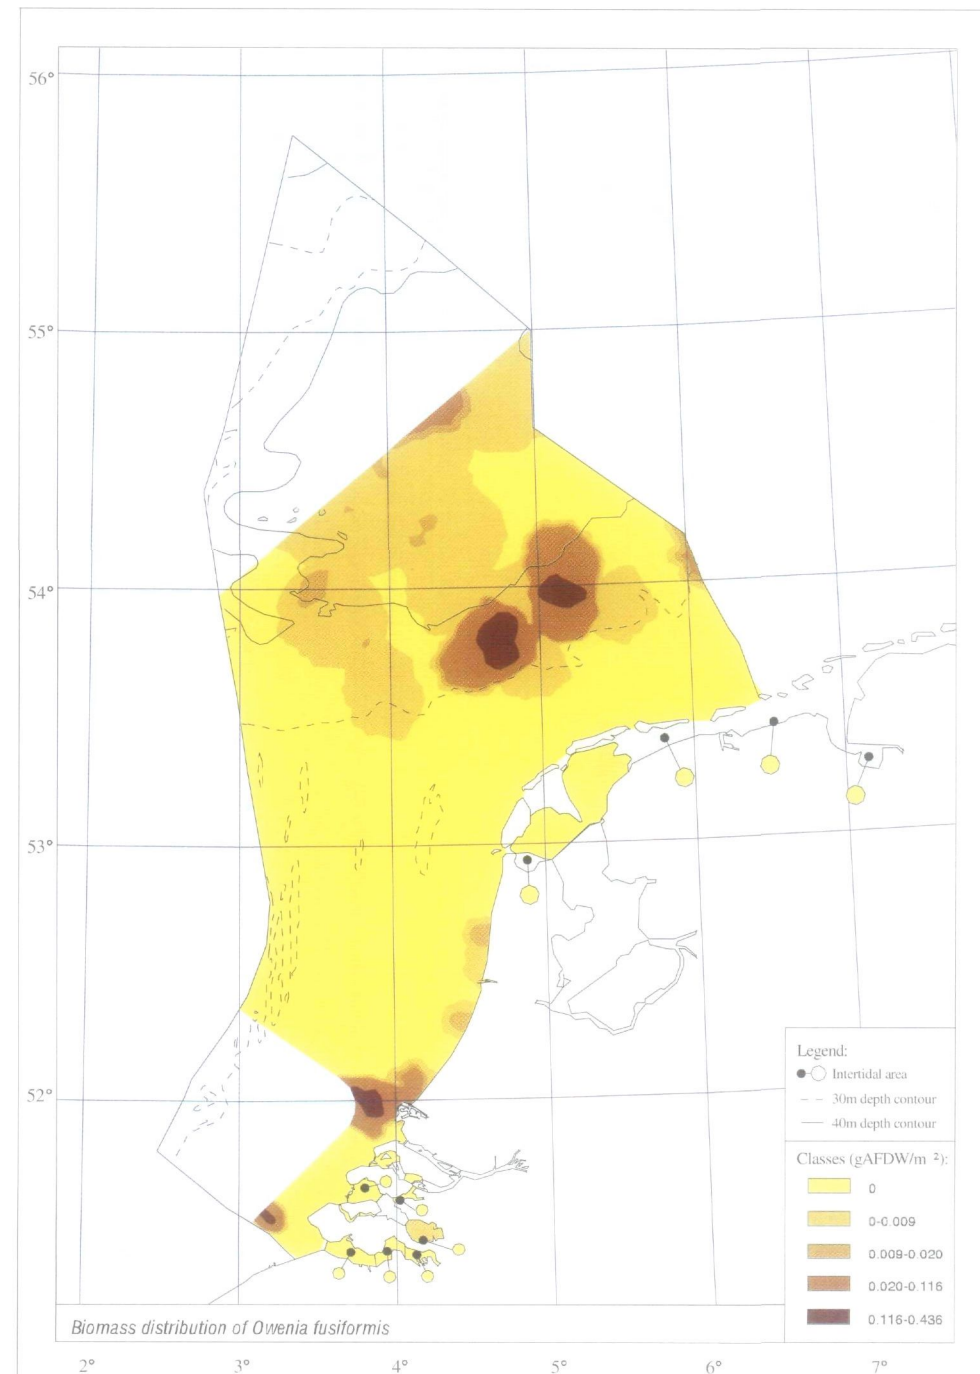 56°
55°
54°
53°
52°
Legend:
Intertidal area
30m depth contour
40m depth contour
Classes (gAFDW/m ²):
0
0-0.009
0.009-0.020
0.020-0.116
0.116-0.436
Biomass distribution of Owenia fusiformis
2° 3° 4° 5° 6° 7°